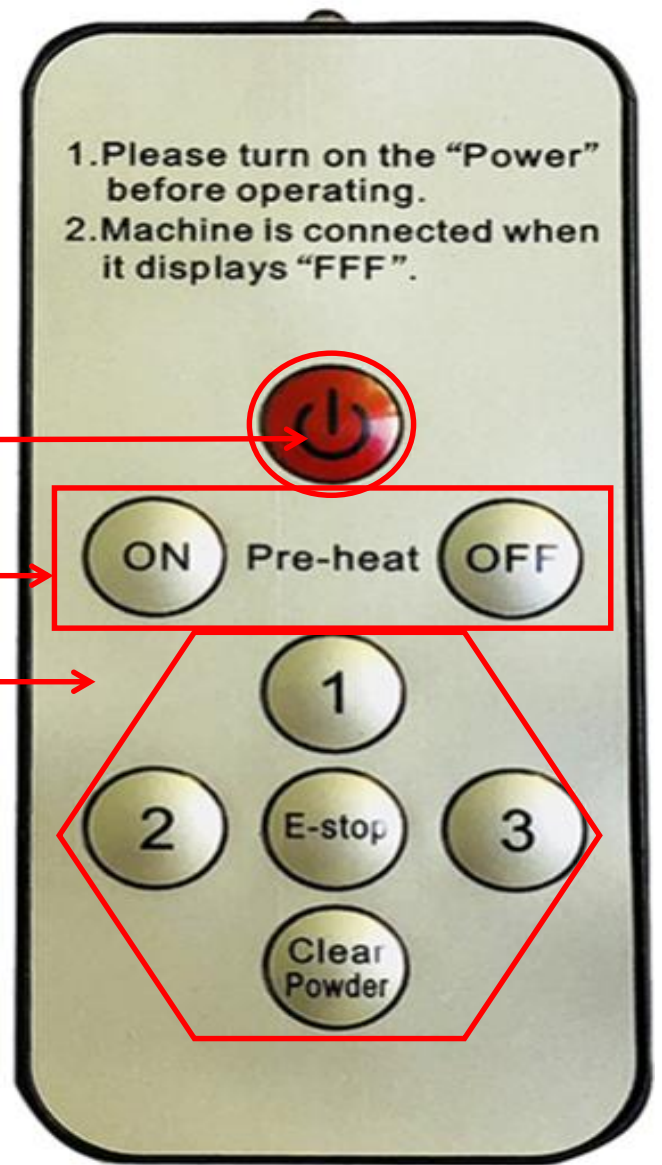 1.Please turn on the “Power”
before operating.
2.Machine is connected when
it displays “FFF”.
ON Pre-heat OFF
1
2 E-stop 3
Clear
Powder